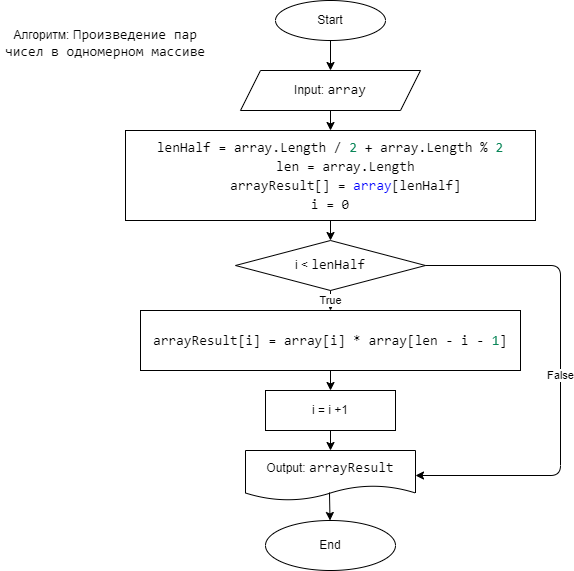 Start
Алгоритм: Произведение пар
чисел в одномерном массиве
Input: array
lenHalf = array.Length / 2 + array.Length % 2
len = array.Length
arrayResult[] = array[lenHalf]
i = 0
i < lenHalf
True
arrayResult[i] = array[i] * array[len - i - 1]
False
i = i +1
Output: arrayResult
End